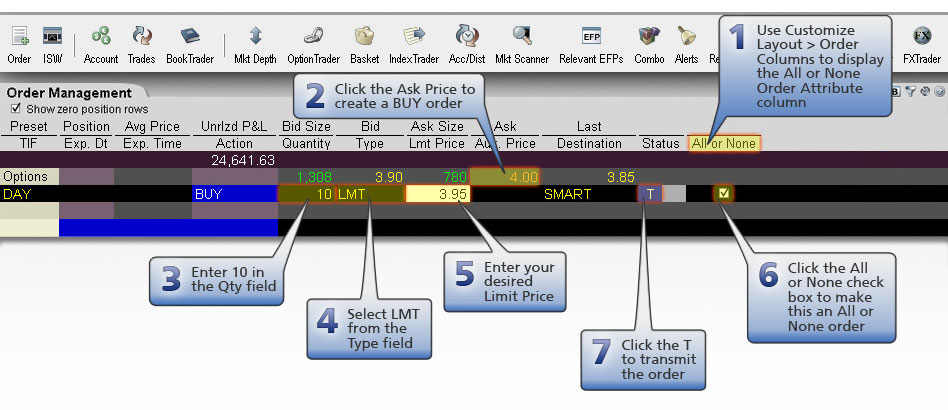 Order ISW Account Trades BookTrader Mkt Depth OptionTrader Basket IndexTrader Acc/Dist Mkt Scanner Relevant EFPs Combo Alerts FXTrader
EFP
FX
1 Use Customize
Layout > Order
Columns to display
the All or None
Order Attribute
column
Order Management
Show zero position rows
2 Click the Ask Price to
create a BUY order
Preset Position Avg Price Unrlzd P&L Bid Size Bid Ask Size Ask Last
TIF Exp. Dt Exp. Time Action Quantity Type Lmt Price Price Destination Status All or None
24,641.63
Options 1,308 3.90 780 4.00 3.85
DAY BUY 10 LMT 3.95 SMART T
3 Enter 10 in
the Qty field
4 Select LMT
from the
Type field
5 Enter your
desired
Limit Price
6 Click the All
or None check
box to make
this an All or
None order
7 Click the T
to transmit
the order